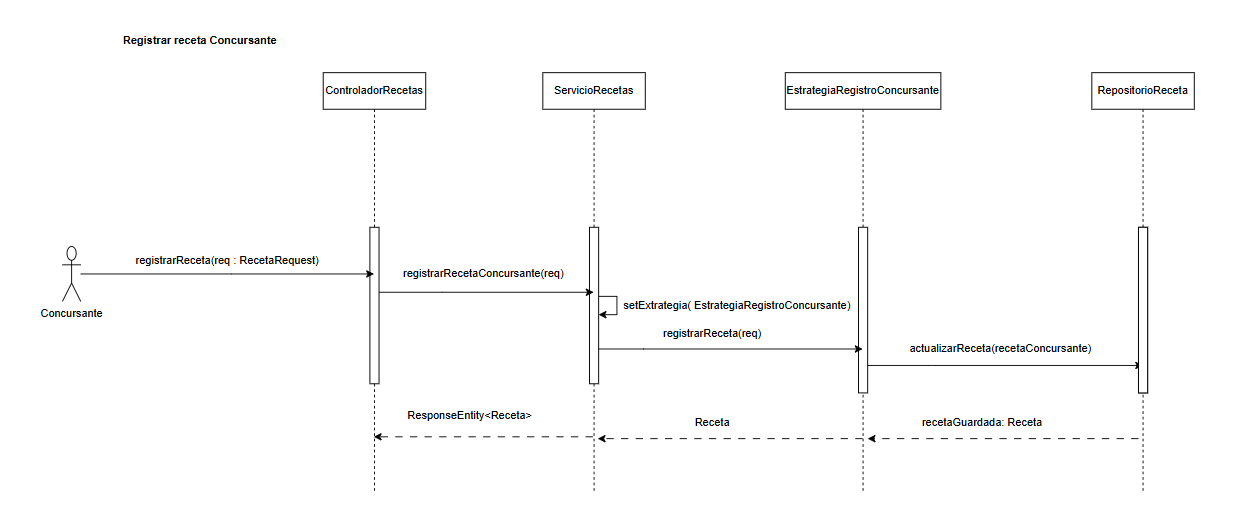 Registrar receta Concursante
ControladorRecetas
ServicioRecetas
EstrategiaRegistroConcursante
RepositorioReceta
registrarReceta(req : RecetaRequest)
Concursante
registrarRecetaConcursante(req)
setExtrategia( EstrategiaRegistroConcursante)
registrarReceta(req)
actualizarReceta(recetaConcursante)
ResponseEntity<Receta>
Receta
recetaGuardada: Receta